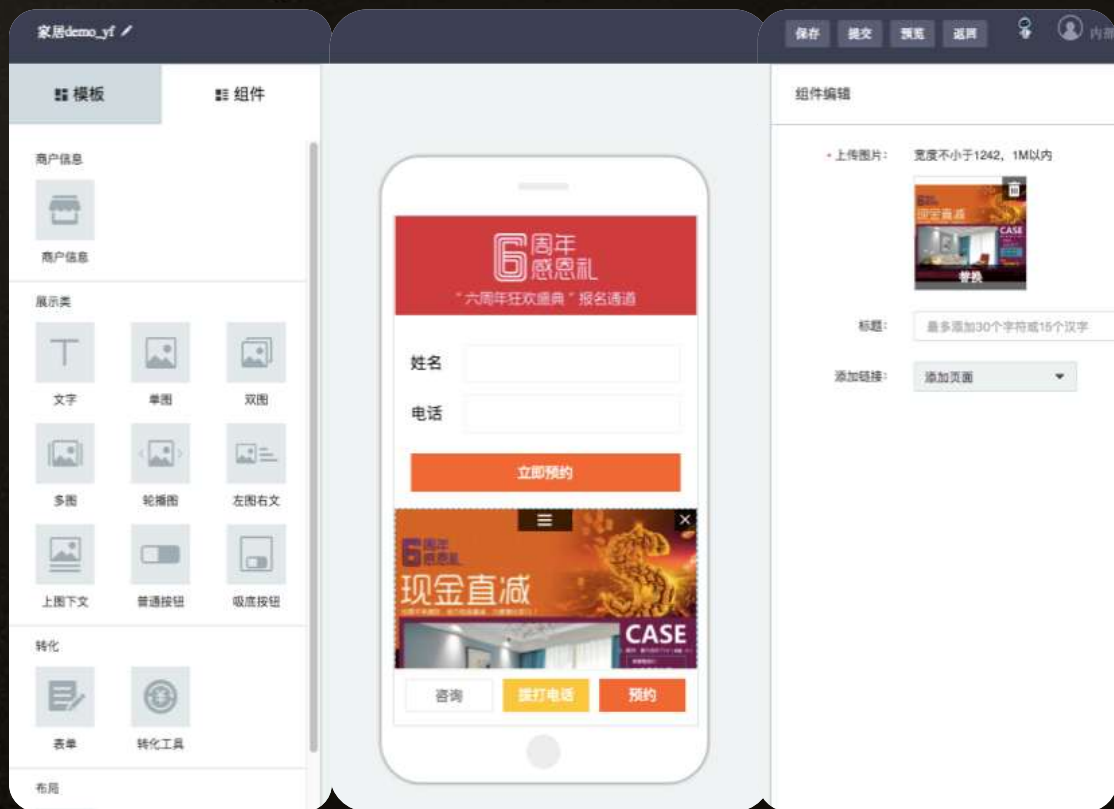 家居demo_yf
模板
组件
商户信息
商户信息
展示类
文字
单图
双图
多图
轮播图
左图右文
上图下文
普通按钮
吸底按钮
转化
表单
转化工具
布局
6周年
感恩礼
“六周年狂欢盛典”报名通道
姓名
电话
立即预约
6周年
感恩礼
现金直减
CASE
咨询
拨打电话
预约
保存
提交
预览
返回
内部
组件编辑
*上传图片：
宽度不小于1242，1M以内
现金直减
CASE
替换
标题：
最多添加30个字符或15个汉字
添加链接：
添加页面